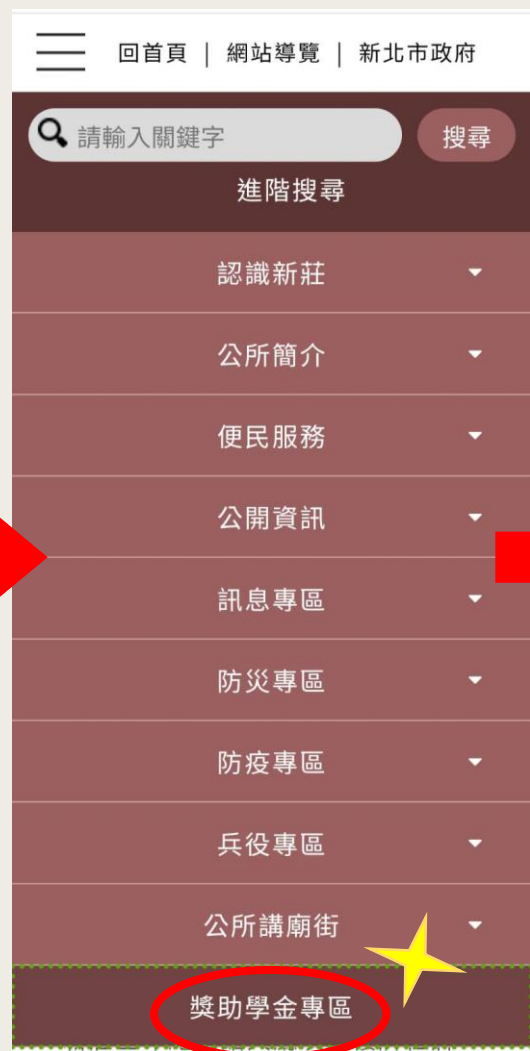 回首頁 | 網站導覽 | 新北市政府
請輸入關鍵字 搜尋
進階搜尋
認識新莊
公所簡介
便民服務
公開資訊
訊息專區
防災專區
防疫專區
兵役專區
公所講廟街
獎助學金專區